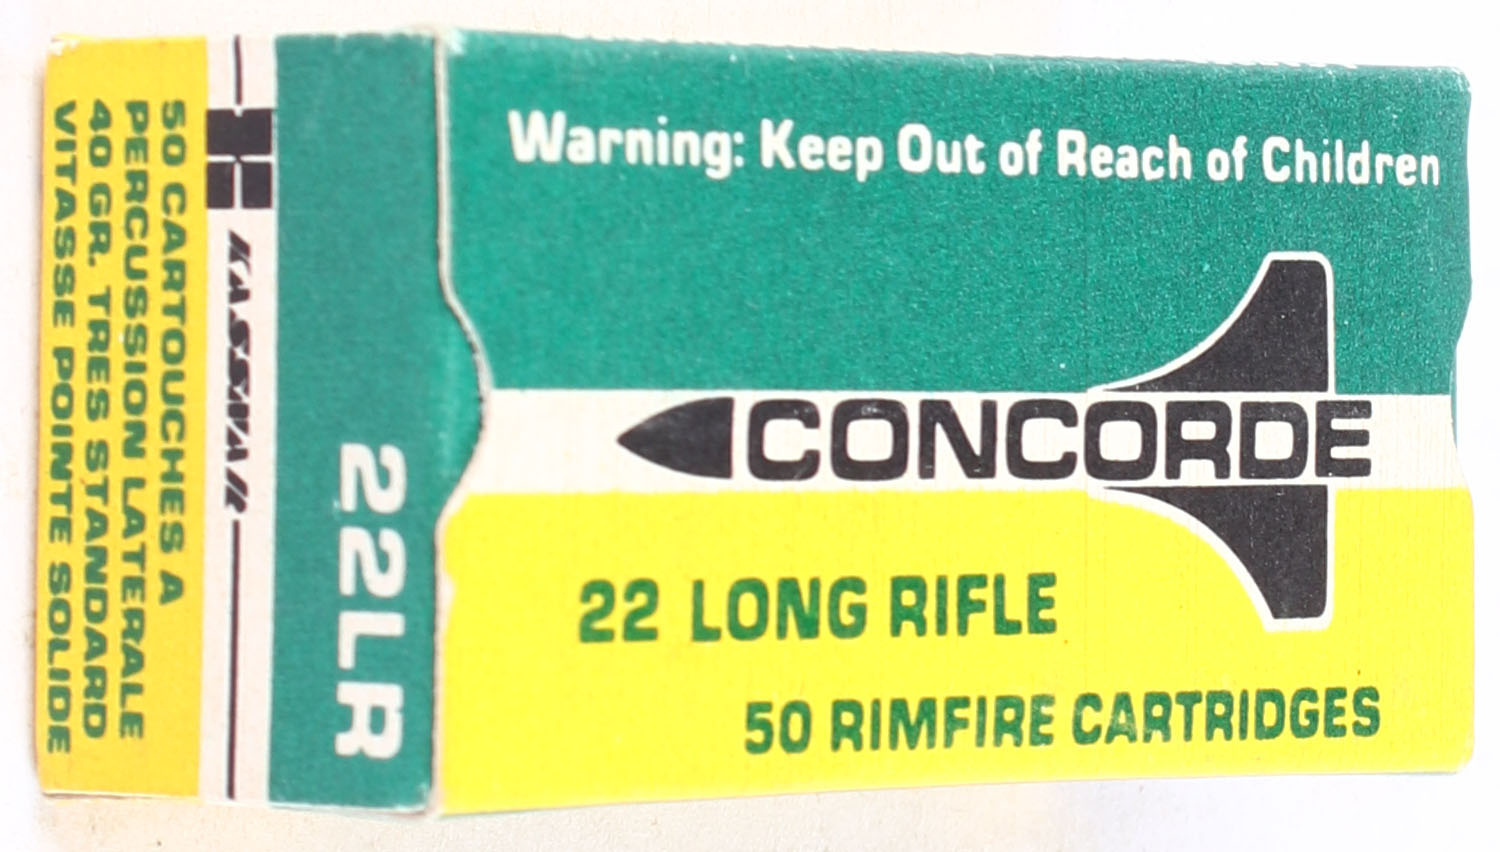 Warning: Keep Out of Reach of Children
CONCORDE
22 LONG RIFLE
50 RIMFIRE CARTRIDGES
22LR
KASSNAR
50 CARTOUCHES A
PERCUSSION LATERALE
40 GR. TRES STANDARD
VITASSE POINTE SOLIDE